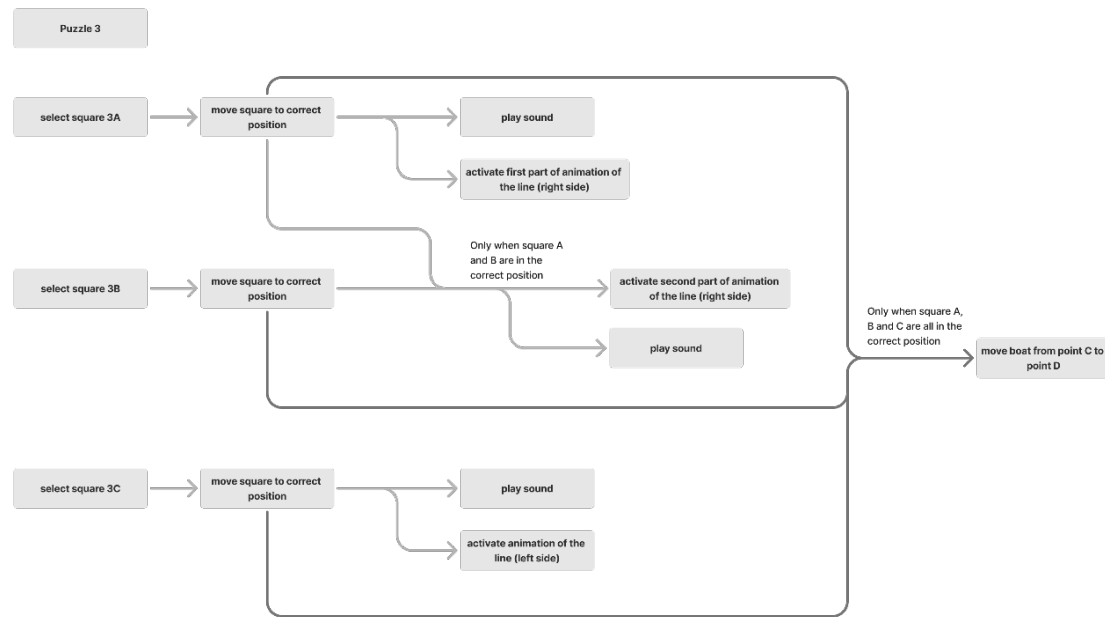 Puzzle 3
select square 3A
move square to correct
position
play sound
activate first part of animation of
the line (right side)
Only when square A
and B are in the
correct position
select square 3B
move square to correct
position
activate second part of animation
of the line (right side)
play sound
Only when square A,
B and C are all in the
correct position
move boat from point C to
point D
select square 3C
move square to correct
position
play sound
activate animation of the
line (left side)